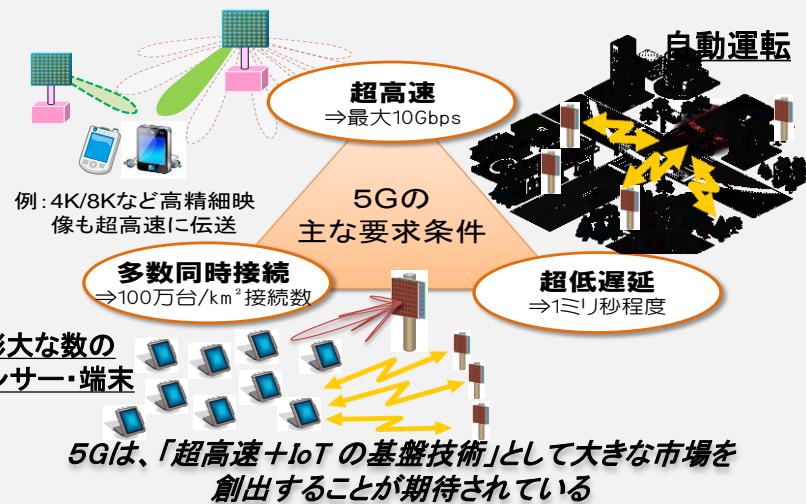 自動運転
超高速
⇒最大10Gbps
例：4K/8Kなど高精細映
像も超高速に伝送
5Gの
主な要求条件
多数同時接続
⇒100万台/km²接続数
超低遅延
⇒1ミリ秒程度
大な数の
ンサー・端末
5Gは、「超高速＋IoT の基盤技術」として大きな市場を
創出することが期待されている